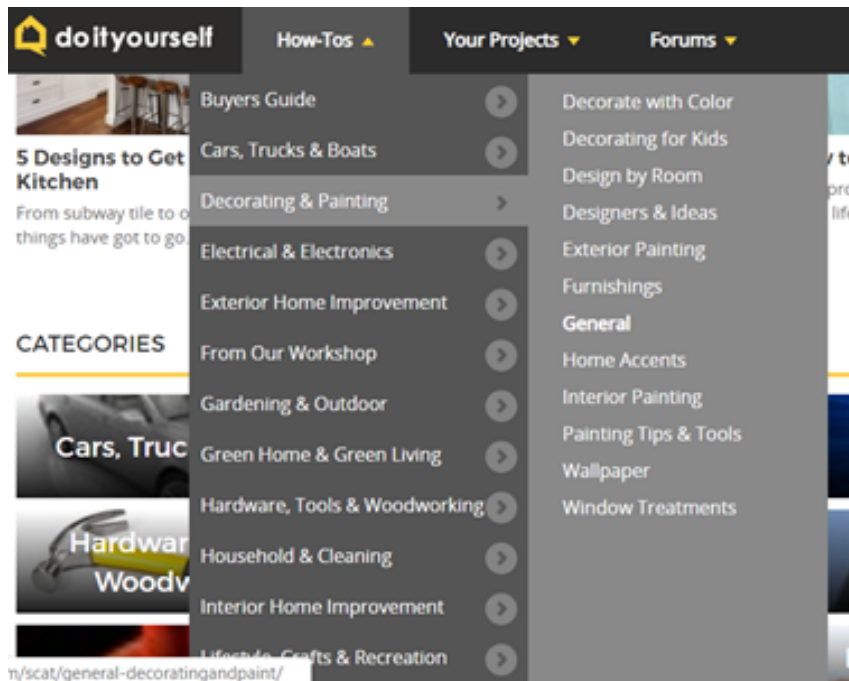 doityourself
How-Tos
Your Projects
Forums
5 Designs to Get
Kitchen
From subway tile to o
things have got to go.
CATEGORIES
Cars, Truc
Hardwar
Woodw
Buyers Guide
Cars, Trucks & Boats
Decorating & Painting
Electrical & Electronics
Exterior Home Improvement
From Our Workshop
Gardening & Outdoor
Green Home & Green Living
Hardware, Tools & Woodworking
Household & Cleaning
Interior Home Improvement
Lifestyle, Crafts & Recreation
Decorate with Color
Decorating for Kids
Design by Room
Designers & Ideas
Exterior Painting
Furnishings
General
Home Accents
Interior Painting
Painting Tips & Tools
Wallpaper
Window Treatments
m/scat/general-decoratingandpaint/